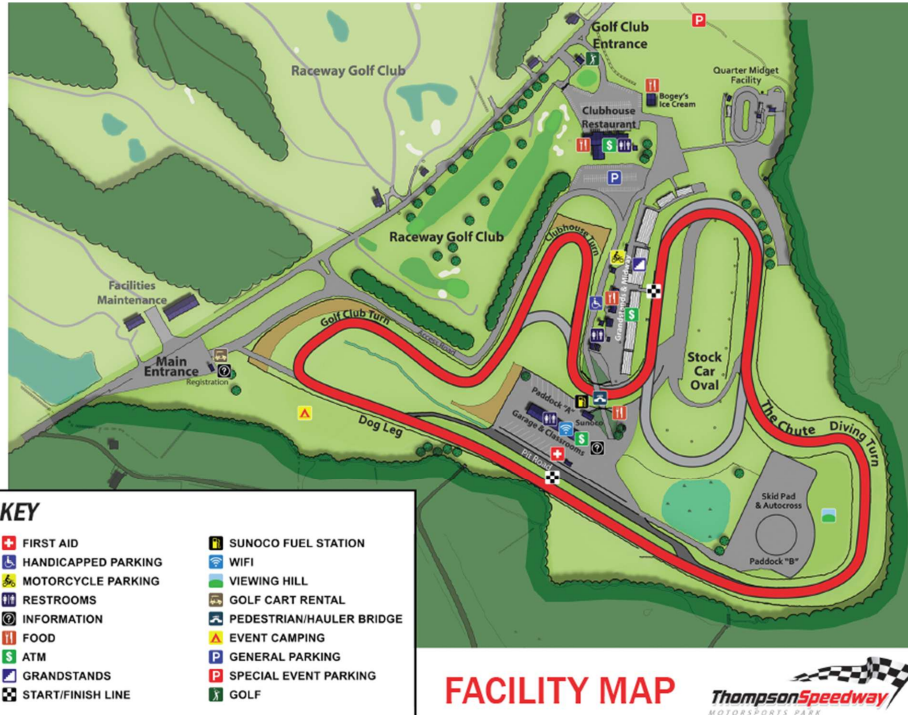 Golf Club
Entrance
P
Raceway Golf Club
Quarter Midget
Facility
Bogey's
Ice Cream
Clubhouse
Restaurant
$
P
Raceway Golf Club
Clubhouse Turn
Facilities
Maintenance
Grandstands & Midway
$
Golf Club Turn
Access Road
Main
Entrance
Registration
?
Stock
Car
Oval
Paddock "A"
Sunoco
Garage & Classrooms
$
?
Dog Leg
Pit Road
The Chute
Diving Turn
Skid Pad
& Autocross
Paddock "B"
KEY
FIRST AID
HANDICAPPED PARKING
MOTORCYCLE PARKING
RESTROOMS
? INFORMATION
FOOD
$ ATM
GRANDSTANDS
START/FINISH LINE
SUNOCO FUEL STATION
WIFI
VIEWING HILL
GOLF CART RENTAL
PEDESTRIAN/HAULER BRIDGE
EVENT CAMPING
P GENERAL PARKING
P SPECIAL EVENT PARKING
GOLF
FACILITY MAP
ThompsonSpeedway
MOTORSPORTS PARK